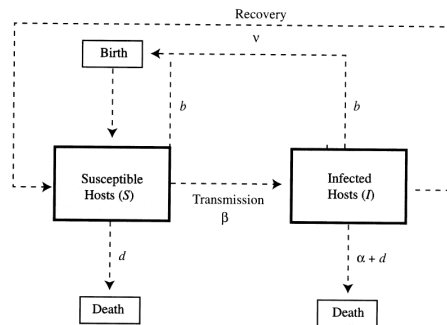 Recovery
ν
Birth
b
b
Susceptible
Hosts (S)
Transmission
β
Infected
Hosts (I)
d
α + d
Death
Death